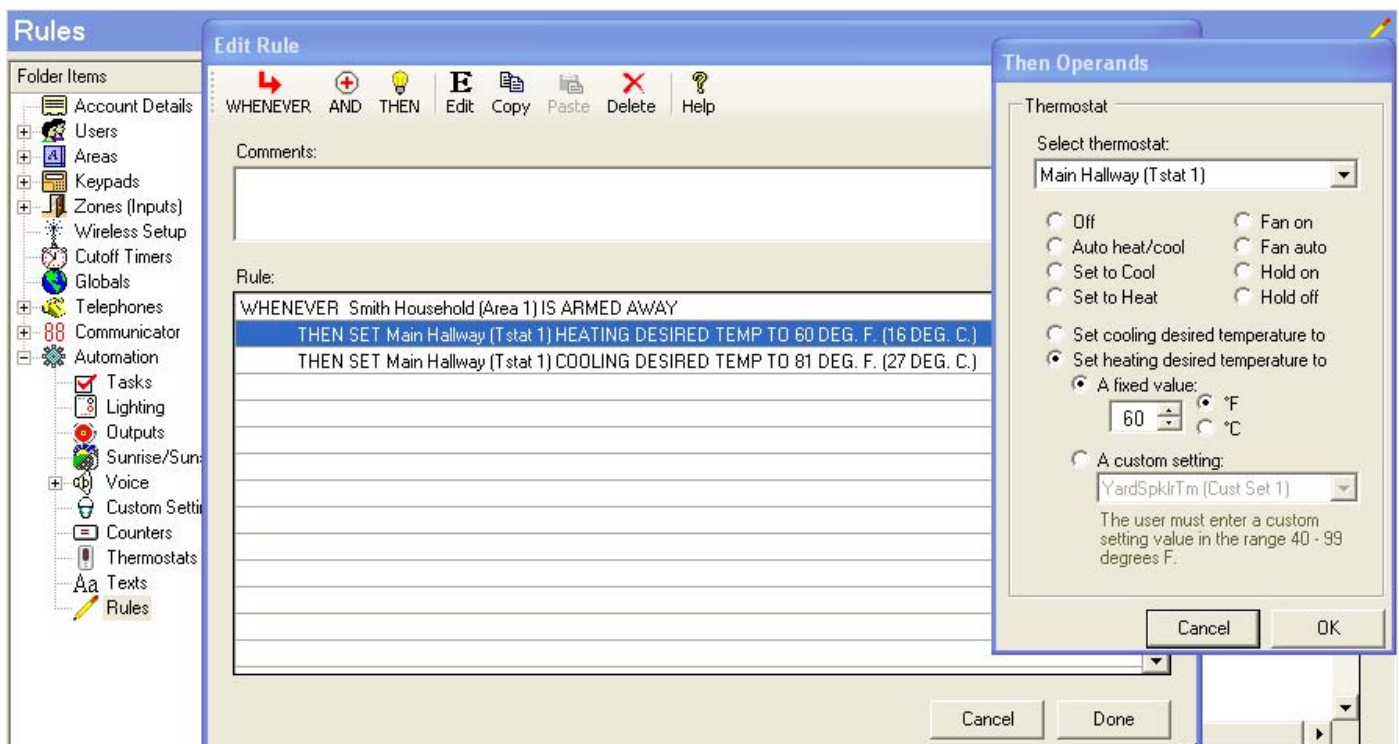 Rules
Folder Items
Account Details
Users
Areas
Keypads
Zones (Inputs)
Wireless Setup
Cutoff Timers
Globals
Telephones
88 Communicator
Automation
Tasks
Lighting
Outputs
Sunrise/Suns
Voice
Custom Settin
Counters
Thermostats
Aa Texts
Rules
Edit Rule
WHENEVER AND THEN Edit Copy Paste Delete Help
Comments:
Rule:
WHENEVER Smith Household (Area 1) IS ARMED AWAY
THEN SET Main Hallway (Tstat 1) HEATING DESIRED TEMP TO 60 DEG. F. (16 DEG. C.)
THEN SET Main Hallway (Tstat 1) COOLING DESIRED TEMP TO 81 DEG. F. (27 DEG. C.)
Cancel Done
Then Operands
Thermostat
Select thermostat:
Main Hallway (Tstat 1)
Off Fan on
Auto heat/cool Fan auto
Set to Cool Hold on
Set to Heat Hold off
Set cooling desired temperature to
Set heating desired temperature to
A fixed value:
60 °F
°C
A custom setting:
YardSpklrTm (Cust Set 1)
The user must enter a custom
setting value in the range 40 - 99
degrees F.
Cancel OK